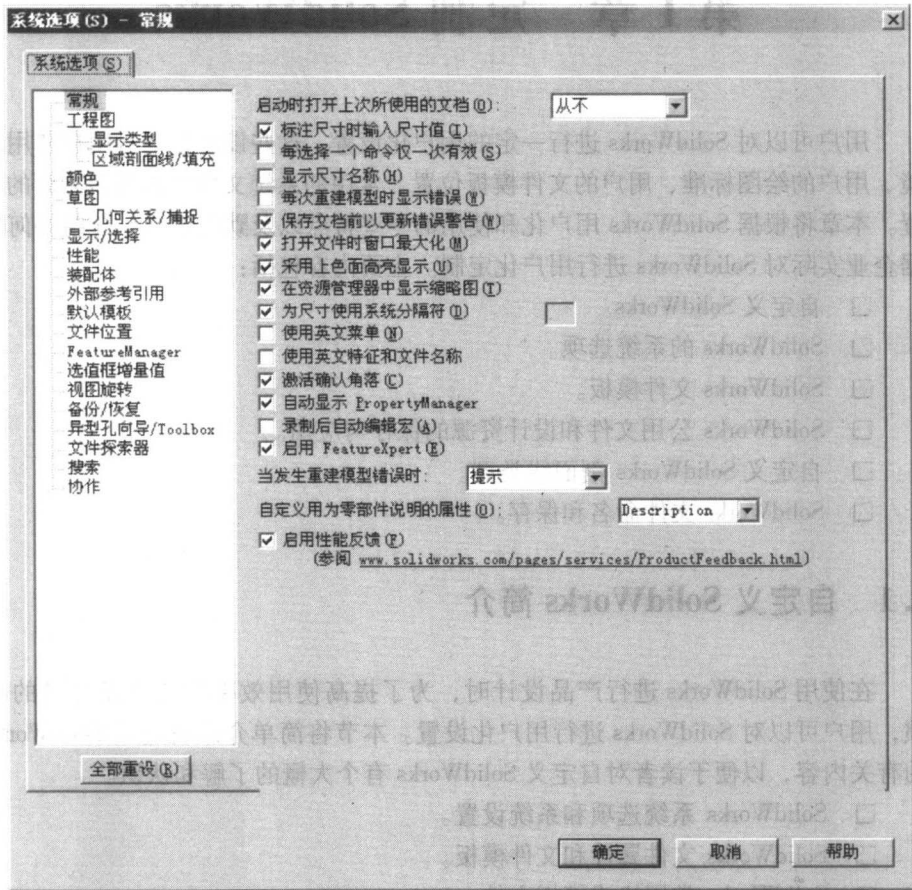 系统选项(S) - 常规
系统选项(S)
常规
工程图
显示类型
区域剖面线/填充
颜色
草图
几何关系/捕捉
显示/选择
性能
装配体
外部参考引用
默认模板
文件位置
FeatureManager
选值框增量值
视图旋转
备份/恢复
异型孔向导/Toolbox
文件探索器
搜索
协作
全部重设(R)
启动时打开上次所使用的文档(O): 从不
标注尺寸时输入尺寸值(I)
每选择一个命令仅一次有效(S)
显示尺寸名称(H)
每次重建模型时显示错误(W)
保存文档前以更新错误警告(W)
打开文件时窗口最大化(M)
采用上色面高亮显示(U)
在资源管理器中显示缩略图(T)
为尺寸使用系统分隔符(D)
使用英文菜单(N)
使用英文特征和文件名称
激活确认角落(C)
自动显示 PropertyManager
录制后自动编辑宏(A)
启用 FeatureXpert(E)
当发生重建模型错误时: 提示
自定义用为零部件说明的属性(O): Description
启用性能反馈(F)
(参阅 www.solidworks.com/pages/services/ProductFeedback.html)
确定 取消 帮助